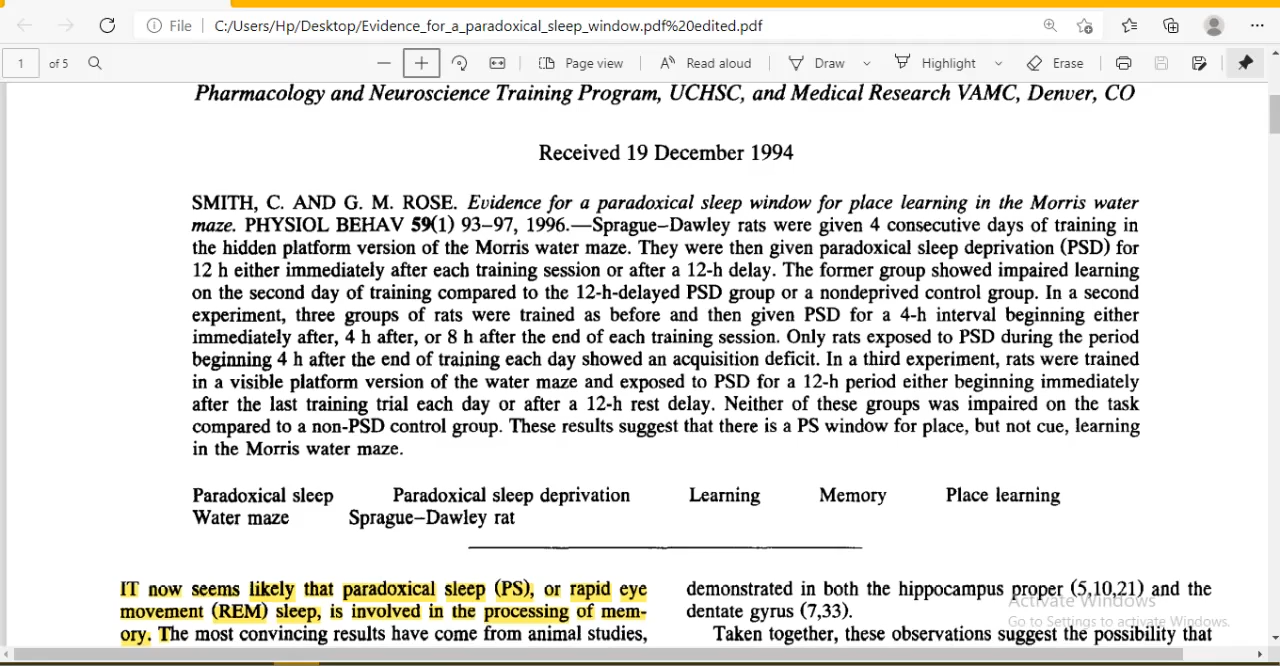 File C:/Users/Hp/Desktop/Evidence_for_a_paradoxical_sleep_window.pdf%20edited.pdf
1 of 5 Page view Read aloud Draw Highlight Erase
Pharmacology and Neuroscience Training Program, UCHSC, and Medical Research VAMC, Denver, CO
Received 19 December 1994
SMITH, C. AND G. M. ROSE. Evidence for a paradoxical sleep window for place learning in the Morris water
maze. PHYSIOL BEHAV 59(1) 93–97, 1996.—Sprague–Dawley rats were given 4 consecutive days of training in
the hidden platform version of the Morris water maze. They were then given paradoxical sleep deprivation (PSD) for
12 h either immediately after each training session or after a 12-h delay. The former group showed impaired learning
on the second day of training compared to the 12-h-delayed PSD group or a nondeprived control group. In a second
experiment, three groups of rats were trained as before and then given PSD for a 4-h interval beginning either
immediately after, 4 h after, or 8 h after the end of each training session. Only rats exposed to PSD during the period
beginning 4 h after the end of training each day showed an acquisition deficit. In a third experiment, rats were trained
in a visible platform version of the water maze and exposed to PSD for a 12-h period either beginning immediately
after the last training trial each day or after a 12-h rest delay. Neither of these groups was impaired on the task
compared to a non-PSD control group. These results suggest that there is a PS window for place, but not cue, learning
in the Morris water maze.
Paradoxical sleep Paradoxical sleep deprivation Learning Memory Place learning
Water maze Sprague–Dawley rat
IT now seems likely that paradoxical sleep (PS), or rapid eye
movement (REM) sleep, is involved in the processing of mem-
ory. The most convincing results have come from animal studies,
demonstrated in both the hippocampus proper (5,10,21) and the
dentate gyrus (7,33).
Taken together, these observations suggest the possibility that
Activate Windows
Go to Settings to activate Windows.